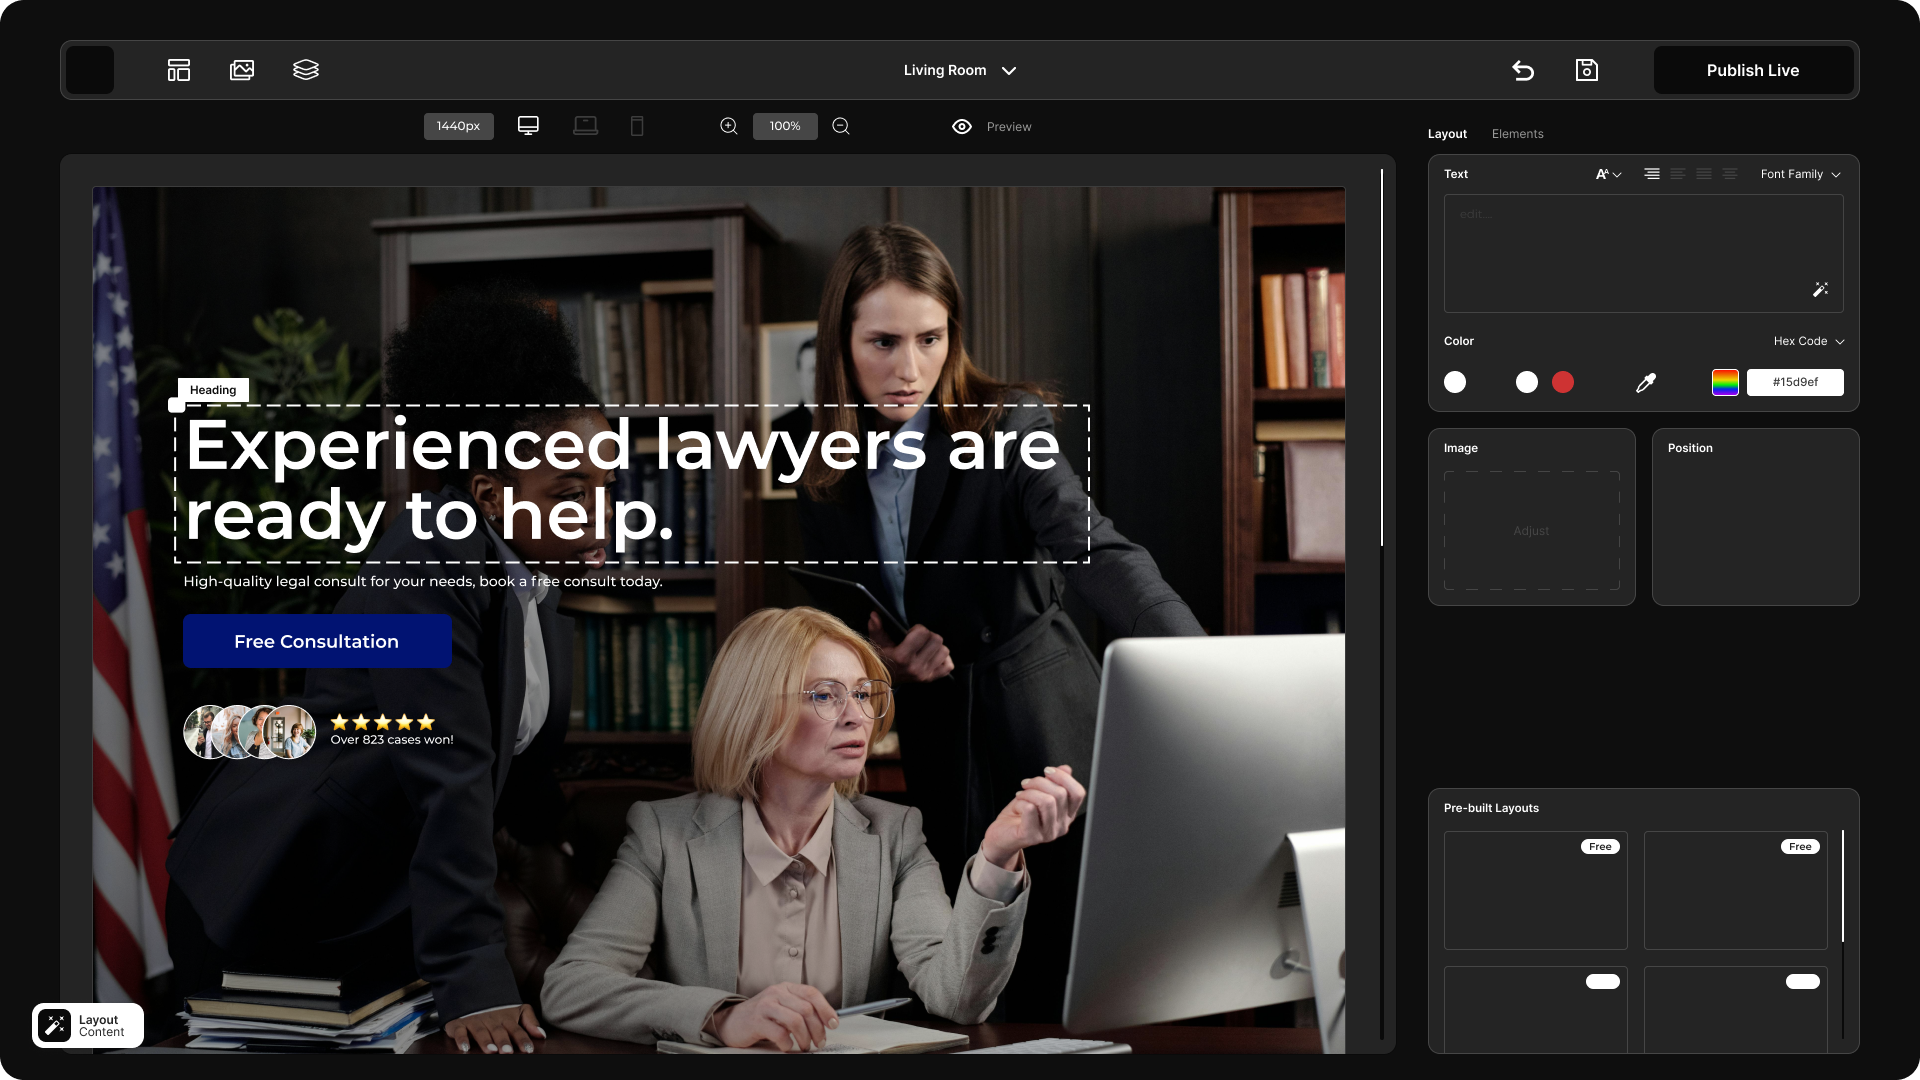 Living Room
Publish Live
1440px
100%
Preview
Layout
Elements
Text
Font Family
edit...
Color
Hex Code
#15d9ef
Image
Position
Adjust
Heading
Experienced lawyers are
ready to help.
High-quality legal consult for your needs, book a free consult today.
Free Consultation
Over 823 cases won!
Pre-built Layouts
Free
Free
Layout
Content